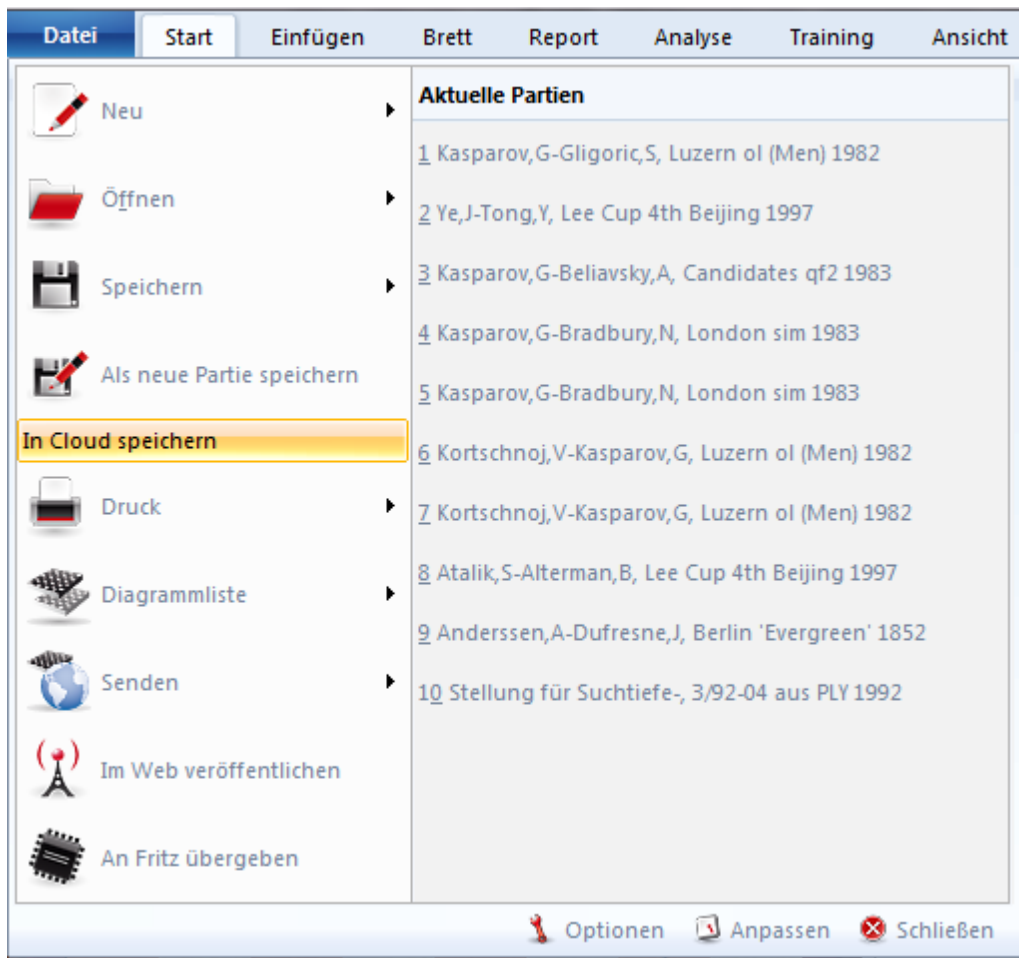 Datei Start Einfügen Brett Report Analyse Training Ansicht
Neu
Öffnen
Speichern
Als neue Partie speichern
In Cloud speichern
Druck
Diagrammliste
Senden
Im Web veröffentlichen
An Fritz übergeben
Aktuelle Partien
1 Kasparov,G-Gligoric,S, Luzern ol (Men) 1982
2 Ye,J-Tong,Y, Lee Cup 4th Beijing 1997
3 Kasparov,G-Beliavsky,A, Candidates qf2 1983
4 Kasparov,G-Bradbury,N, London sim 1983
5 Kasparov,G-Bradbury,N, London sim 1983
6 Kortschnoj,V-Kasparov,G, Luzern ol (Men) 1982
7 Kortschnoj,V-Kasparov,G, Luzern ol (Men) 1982
8 Atalik,S-Alterman,B, Lee Cup 4th Beijing 1997
9 Anderssen,A-Dufresne,J, Berlin 'Evergreen' 1852
10 Stellung für Suchtiefe-, 3/92-04 aus PLY 1992
Optionen Anpassen Schließen